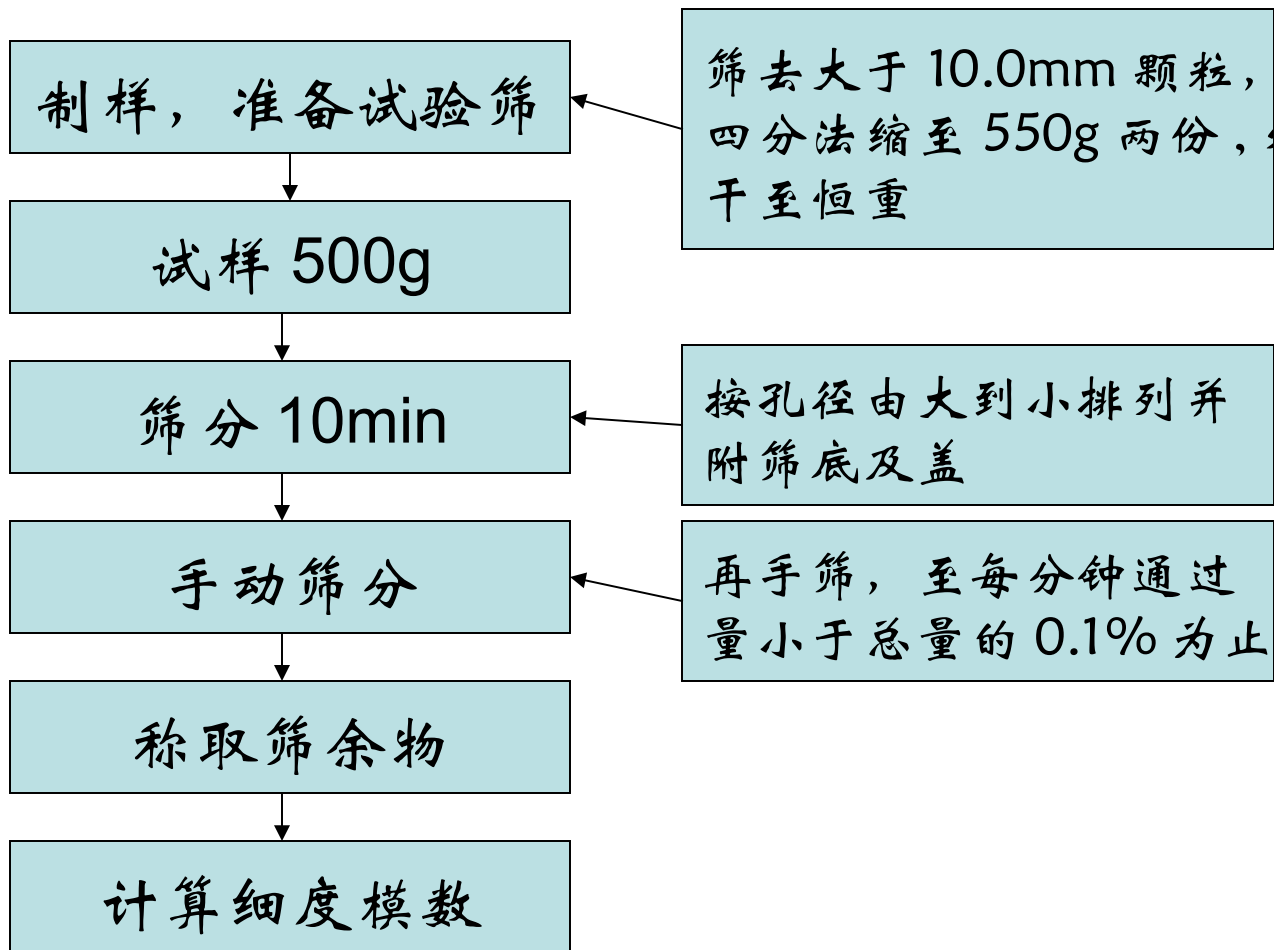 制样，准备试验筛
筛去大于 10.0mm 颗粒，
四分法缩至 550g 两份，
干至恒重
试样 500g
筛分 10min
按孔径由大到小排列并
附筛底及盖
手动筛分
再手筛，至每分钟通过
量小于总量的 0.1% 为止
称取筛余物
计算细度模数